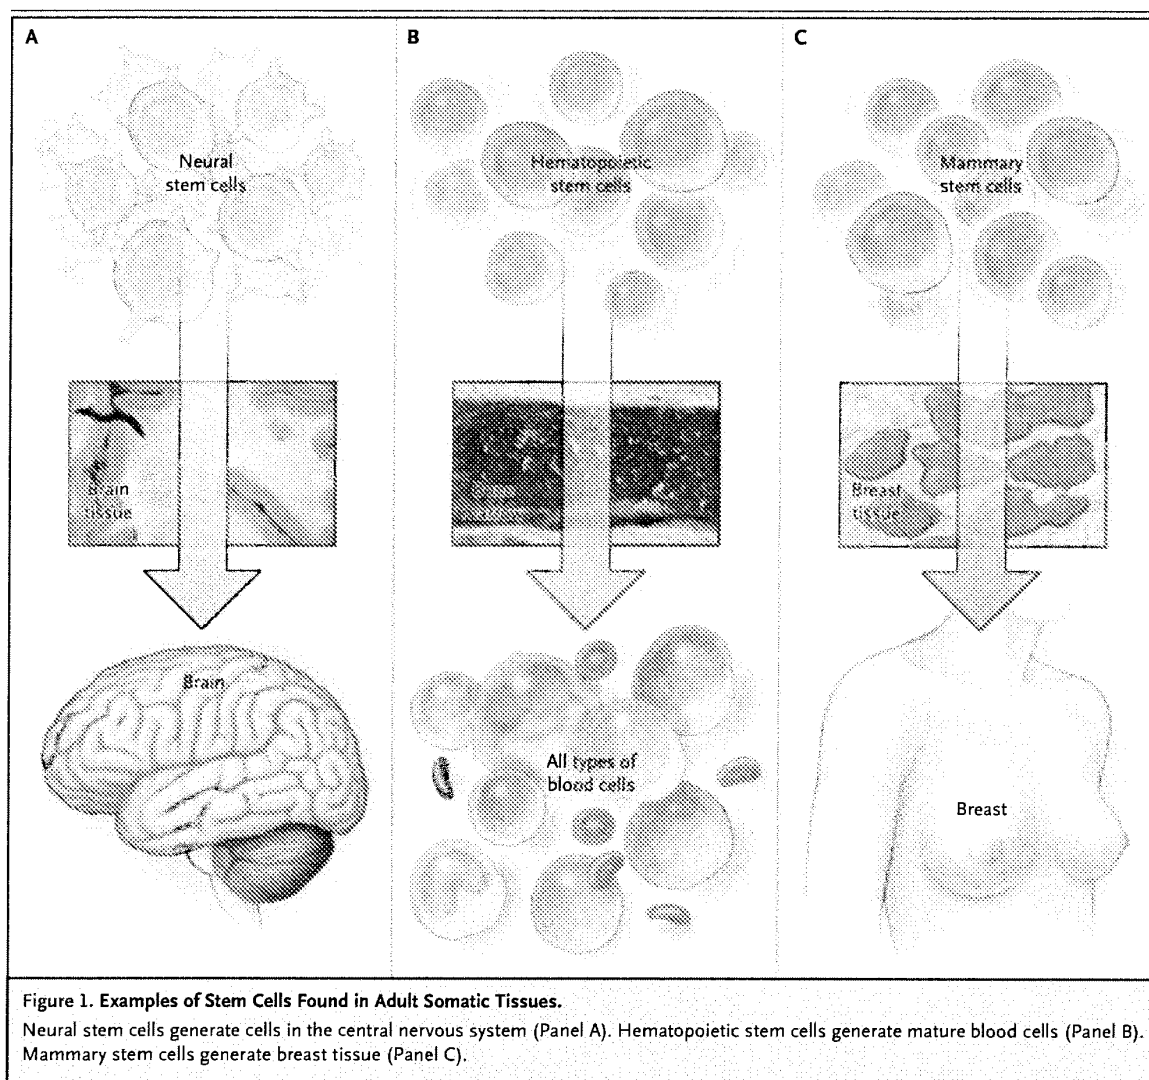 A
B
C
Neural
stem cells
Hematopoietic
stem cells
Mammary
stem cells
Brain
tissue
Breast
tissue
Brain
All types of
blood cells
Breast
Figure 1. Examples of Stem Cells Found in Adult Somatic Tissues.
Neural stem cells generate cells in the central nervous system (Panel A). Hematopoietic stem cells generate mature blood cells (Panel B).
Mammary stem cells generate breast tissue (Panel C).